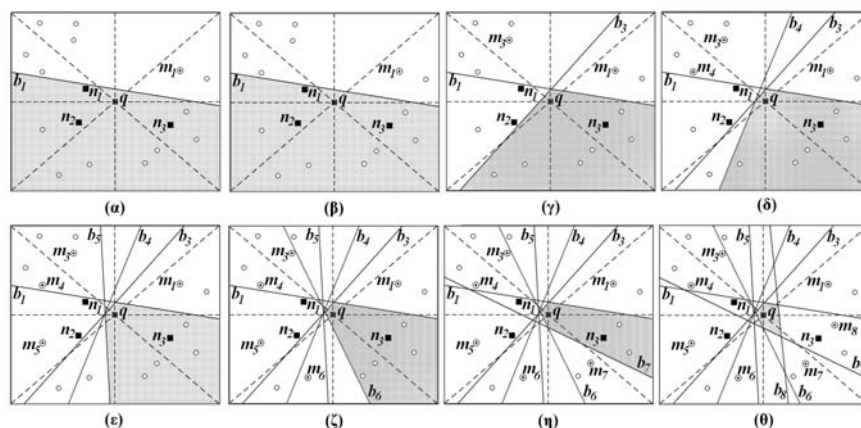 b3 b4 b3
m3 m3
m1 m1 m1 m4 m1
b1 n1 b1 n1 b1 n1 b1 n1
q q q q
n2 n3 n2 n3 n2 n3 n2 n3
(α) (β) (γ) (δ)
b5 b4 b3 b5 b4 b3 b5 b4 b3 b5 b4 b3
m3 m3 m3 m3
m4 m1 m4 m1 m4 m1 m4 m1
b1 n1 b1 n1 b1 n1 b1 n1
q q q q m8
m5 n2 n3 m5 n2 n3 m5 n2 n3 m5 n2 n3
m6 m6 m7 b7 m6 m7 b7
b6 b6 b8 b6
(ε) (ζ) (η) (θ)